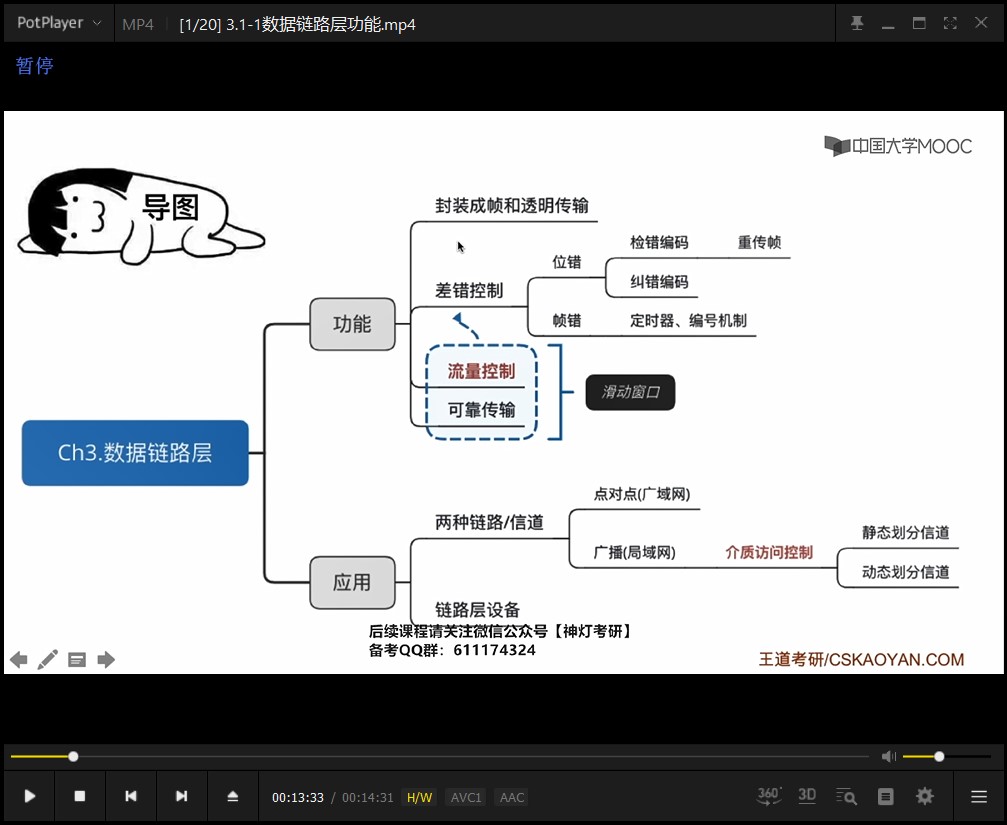 PotPlayer
MP4
[1/20] 3.1-1数据链路层功能.mp4
暂停
中国大学MOOC
导图
封装成帧和透明传输
检错编码
重传帧
位错
纠错编码
差错控制
功能
帧错
定时器、编号机制
流量控制
滑动窗口
可靠传输
Ch3.数据链路层
点对点(广域网)
两种链路/信道
静态划分信道
广播(局域网)
介质访问控制
动态划分信道
应用
链路层设备
后续课程请关注微信公众号【神灯考研】
备考QQ群：611174324
王道考研/CSKAOYAN.COM
00:13:33 / 00:14:31 H/W AVC1 AAC
360°
3D